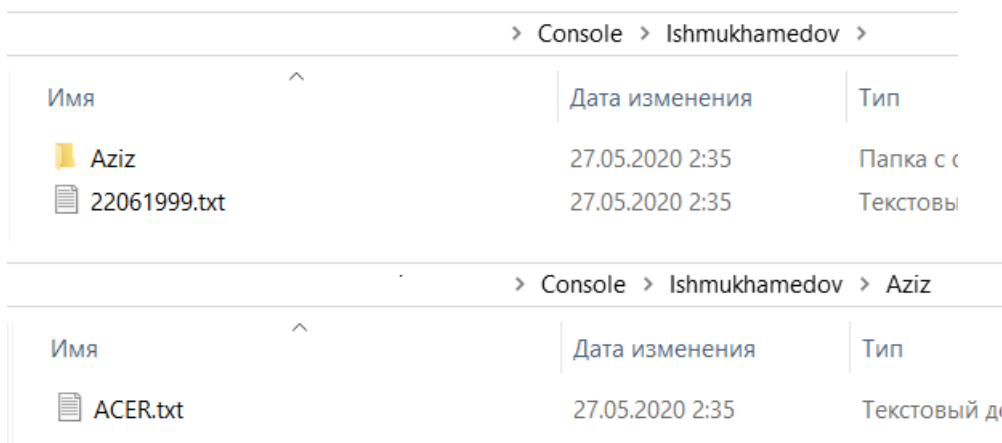 > Console > Ishmukhamedov >
Имя Дата изменения Тип
Aziz 27.05.2020 2:35 Папка с
22061999.txt 27.05.2020 2:35 Текстовы
> Console > Ishmukhamedov > Aziz
Имя Дата изменения Тип
ACER.txt 27.05.2020 2:35 Текстовый д